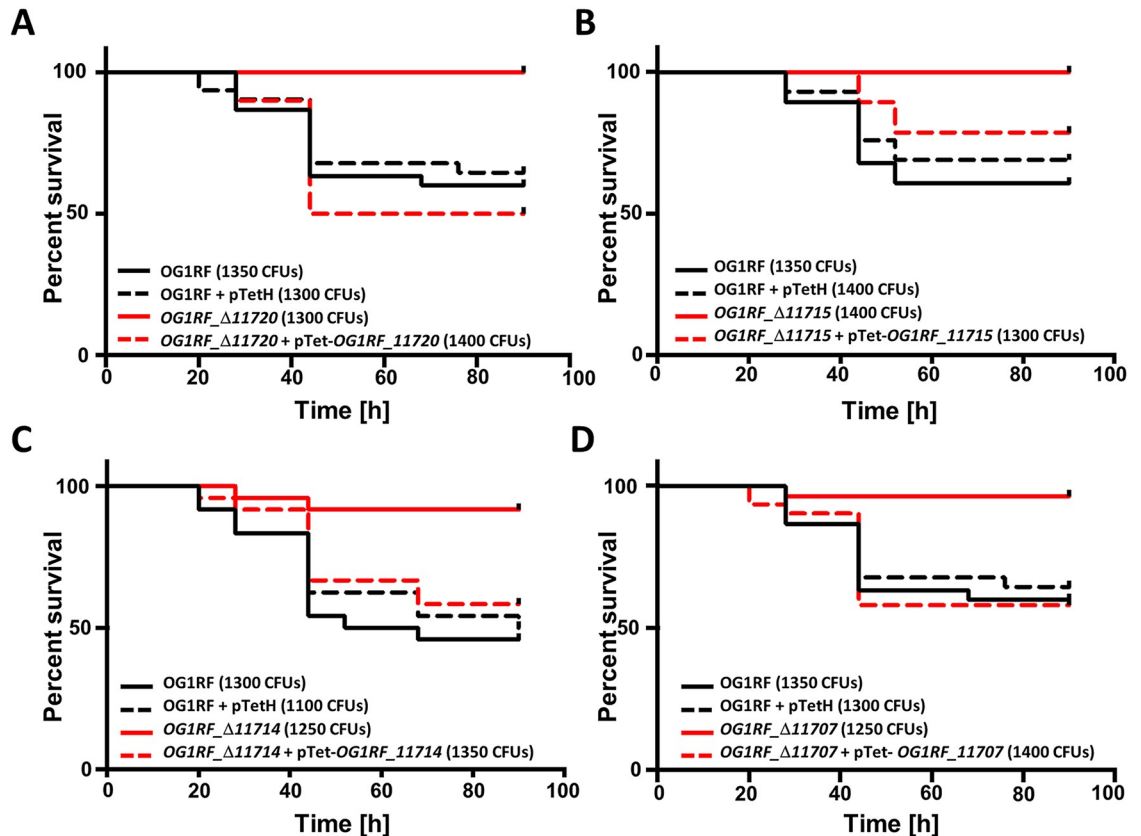 A
Percent survival
100
50
0
OG1RF (1350 CFUs)
OG1RF + pTetH (1300 CFUs)
OG1RF_Δ11720 (1300 CFUs)
OG1RF_Δ11720 + pTet-OG1RF_11720 (1400 CFUs)
0 20 40 60 80 100
Time [h]
B
Percent survival
100
50
0
OG1RF (1350 CFUs)
OG1RF + pTetH (1400 CFUs)
OG1RF_Δ11715 (1400 CFUs)
OG1RF_Δ11715 + pTet-OG1RF_11715 (1300 CFUs)
0 20 40 60 80 100
Time [h]
C
Percent survival
100
50
0
OG1RF (1300 CFUs)
OG1RF + pTetH (1100 CFUs)
OG1RF_Δ11714 (1250 CFUs)
OG1RF_Δ11714 + pTet-OG1RF_11714 (1350 CFUs)
0 20 40 60 80 100
Time [h]
D
Percent survival
100
50
0
OG1RF (1350 CFUs)
OG1RF + pTetH (1300 CFUs)
OG1RF_Δ11707 (1250 CFUs)
OG1RF_Δ11707 + pTet- OG1RF_11707 (1400 CFUs)
0 20 40 60 80 100
Time [h]